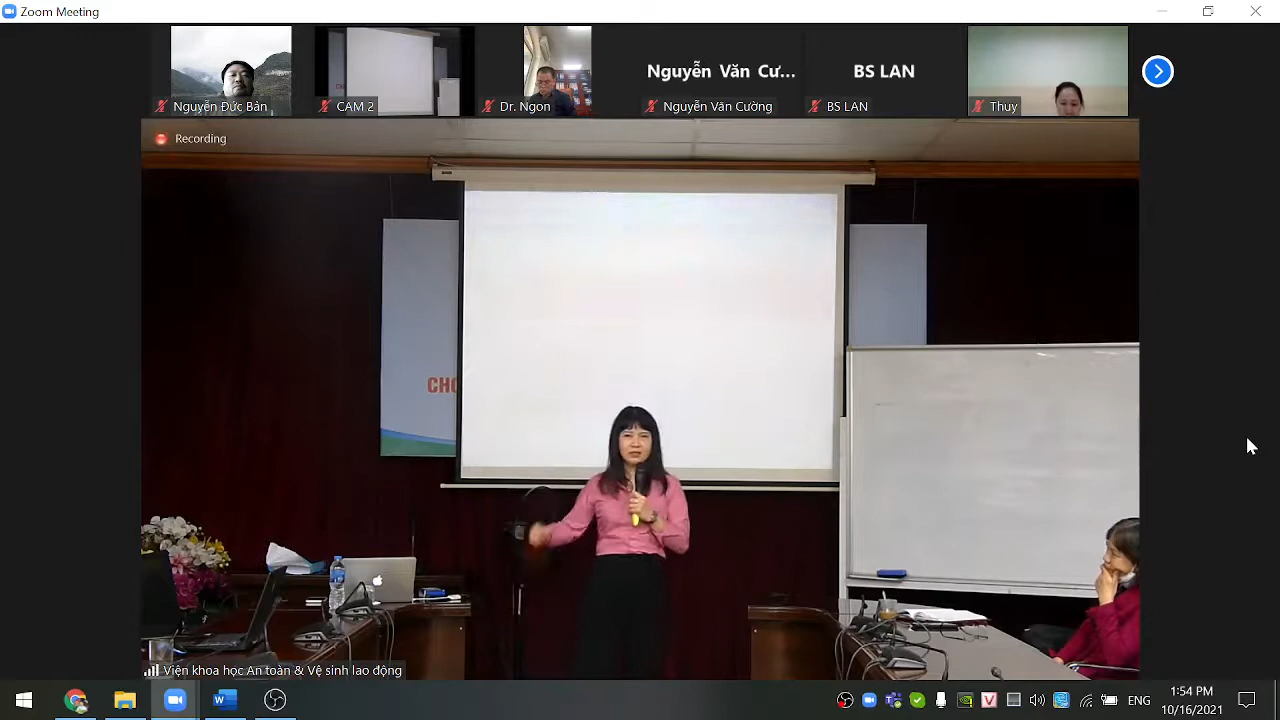 Zoom Meeting
Nguyễn Văn Cư...
BS LAN
Nguyễn Đức Bản
CAM 2
Dr. Ngon
Nguyễn Văn Cường
BS LAN
Thuy
Recording
CHO
Viện khoa học An toàn & Vệ sinh lao động
ENG
1:54 PM
10/16/2021